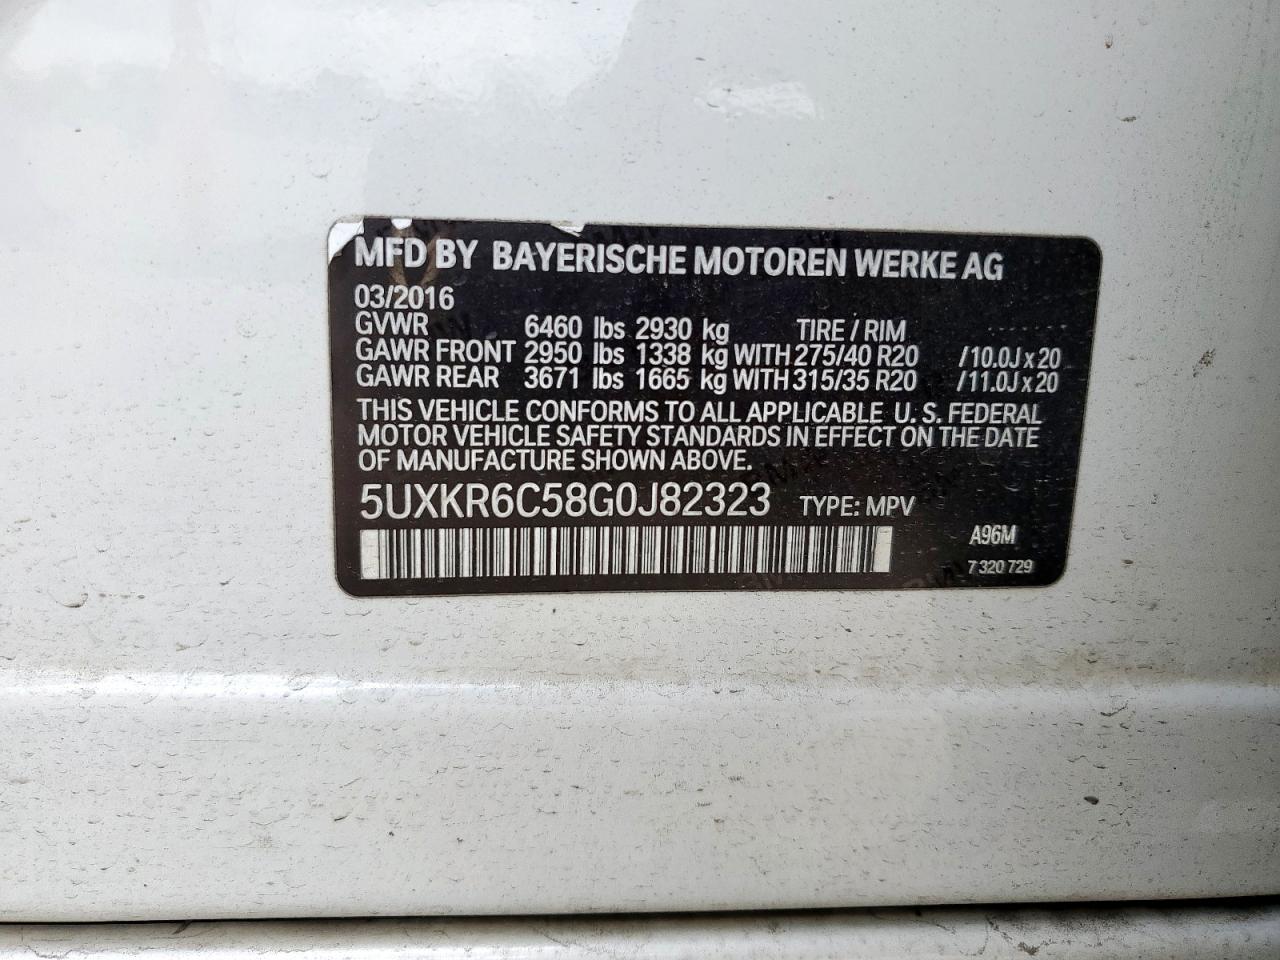 MFD BY BAYERISCHE MOTOREN WERKE AG
03/2016
GVWR 6460 lbs 2930 kg TIRE / RIM
GAWR FRONT 2950 lbs 1338 kg WITH 275/40 R20 /10.0J x 20
GAWR REAR 3671 lbs 1665 kg WITH 315/35 R20 /11.0J x 20
THIS VEHICLE CONFORMS TO ALL APPLICABLE U. S. FEDERAL
MOTOR VEHICLE SAFETY STANDARDS IN EFFECT ON THE DATE
OF MANUFACTURE SHOWN ABOVE.
5UXKR6C58G0J82323 TYPE: MPV
A96M
7 320 729